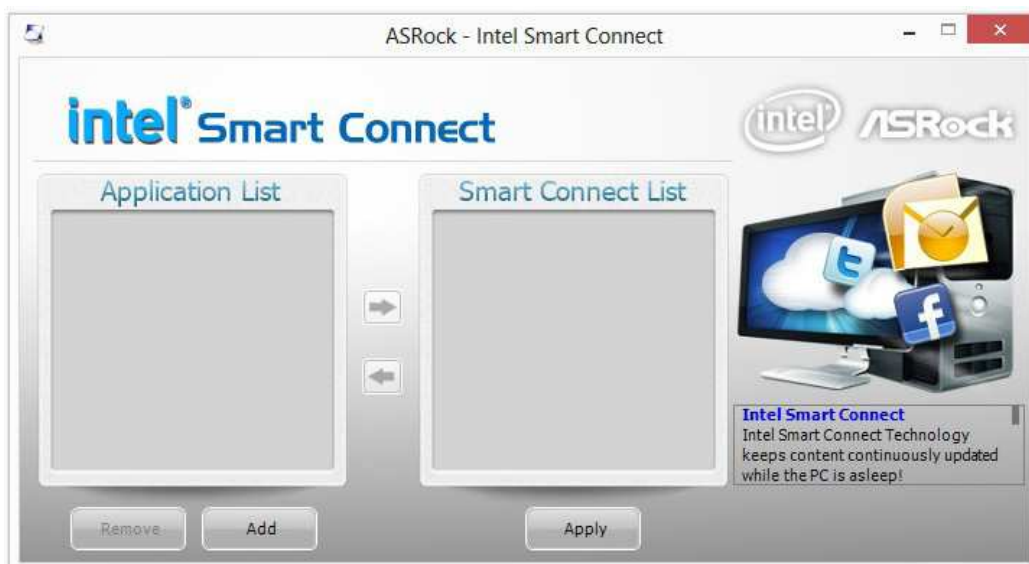 ASRock - Intel Smart Connect
intel® Smart Connect
intel® ASRock
Application List
Smart Connect List
Intel Smart Connect
Intel Smart Connect Technology
keeps content continuously updated
while the PC is asleep!
Remove
Add
Apply